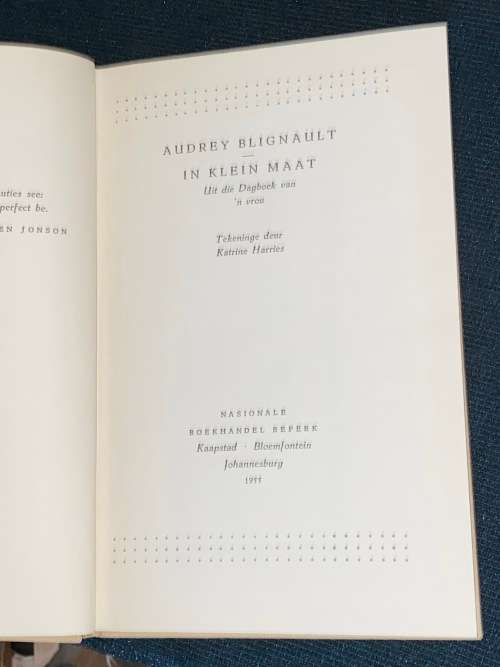 uties see:
perfect be.
EN JONSON
AUDREY BLIGNAULT
IN KLEIN MAAT
Uit die Dagboek van
'n vrou
Tekeninge deur
Katrine Harries
NASIONALE
BOEKHANDEL BEPERK
Kaapstad · Bloemfontein
Johannesburg
1955